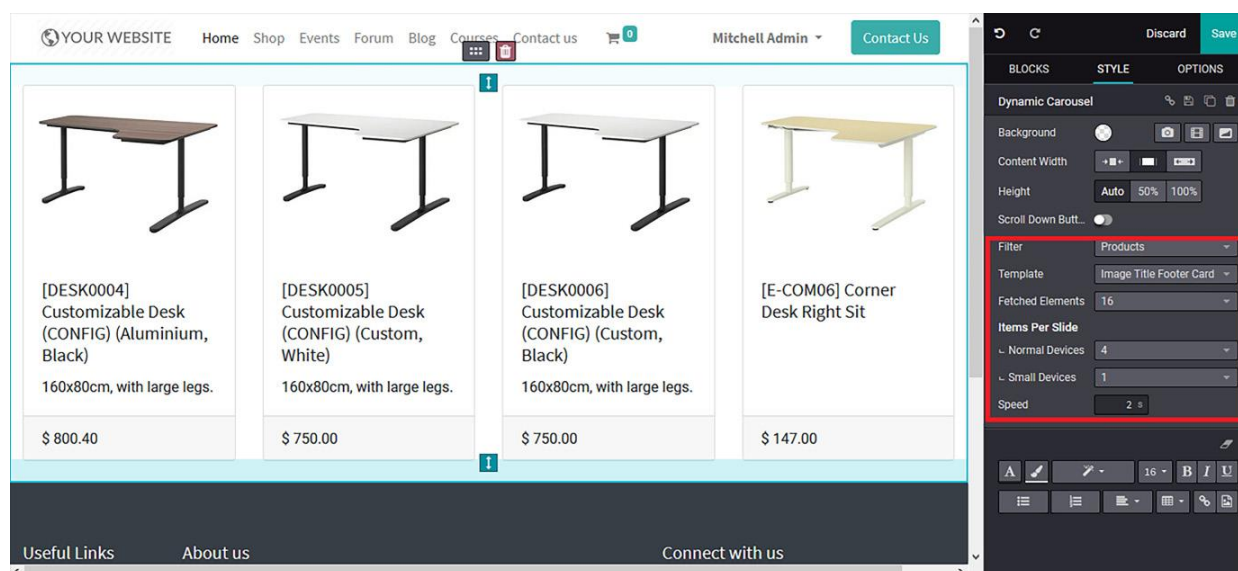 YOUR WEBSITE Home Shop Events Forum Blog Courses Contact us 0 Mitchell Admin Contact Us
Discard Save
BLOCKS STYLE OPTIONS
Dynamic Carousel
Background
Content Width
Height Auto 50% 100%
Scroll Down Butt...
Filter Products
Template Image Title Footer Card
Fetched Elements 16
Items Per Slide
Normal Devices 4
Small Devices 1
Speed 2 s
A 16 B I U
[DESK0004]
Customizable Desk
(CONFIG) (Aluminium,
Black)
160x80cm, with large legs.
$ 800.40
[DESK0005]
Customizable Desk
(CONFIG) (Custom,
White)
160x80cm, with large legs.
$ 750.00
[DESK0006]
Customizable Desk
(CONFIG) (Custom,
Black)
160x80cm, with large legs.
$ 750.00
[E-COM06] Corner
Desk Right Sit
$ 147.00
Useful Links About us Connect with us